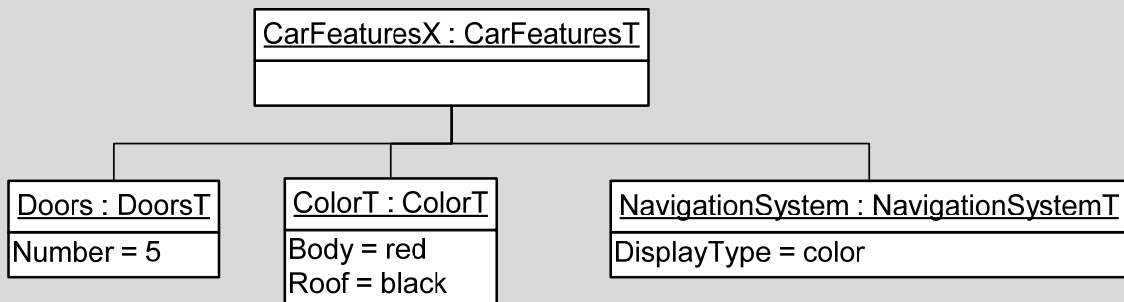 CarFeaturesX : CarFeaturesT
Doors : DoorsT
Number = 5
ColorT : ColorT
Body = red
Roof = black
NavigationSystem : NavigationSystemT
DisplayType = color